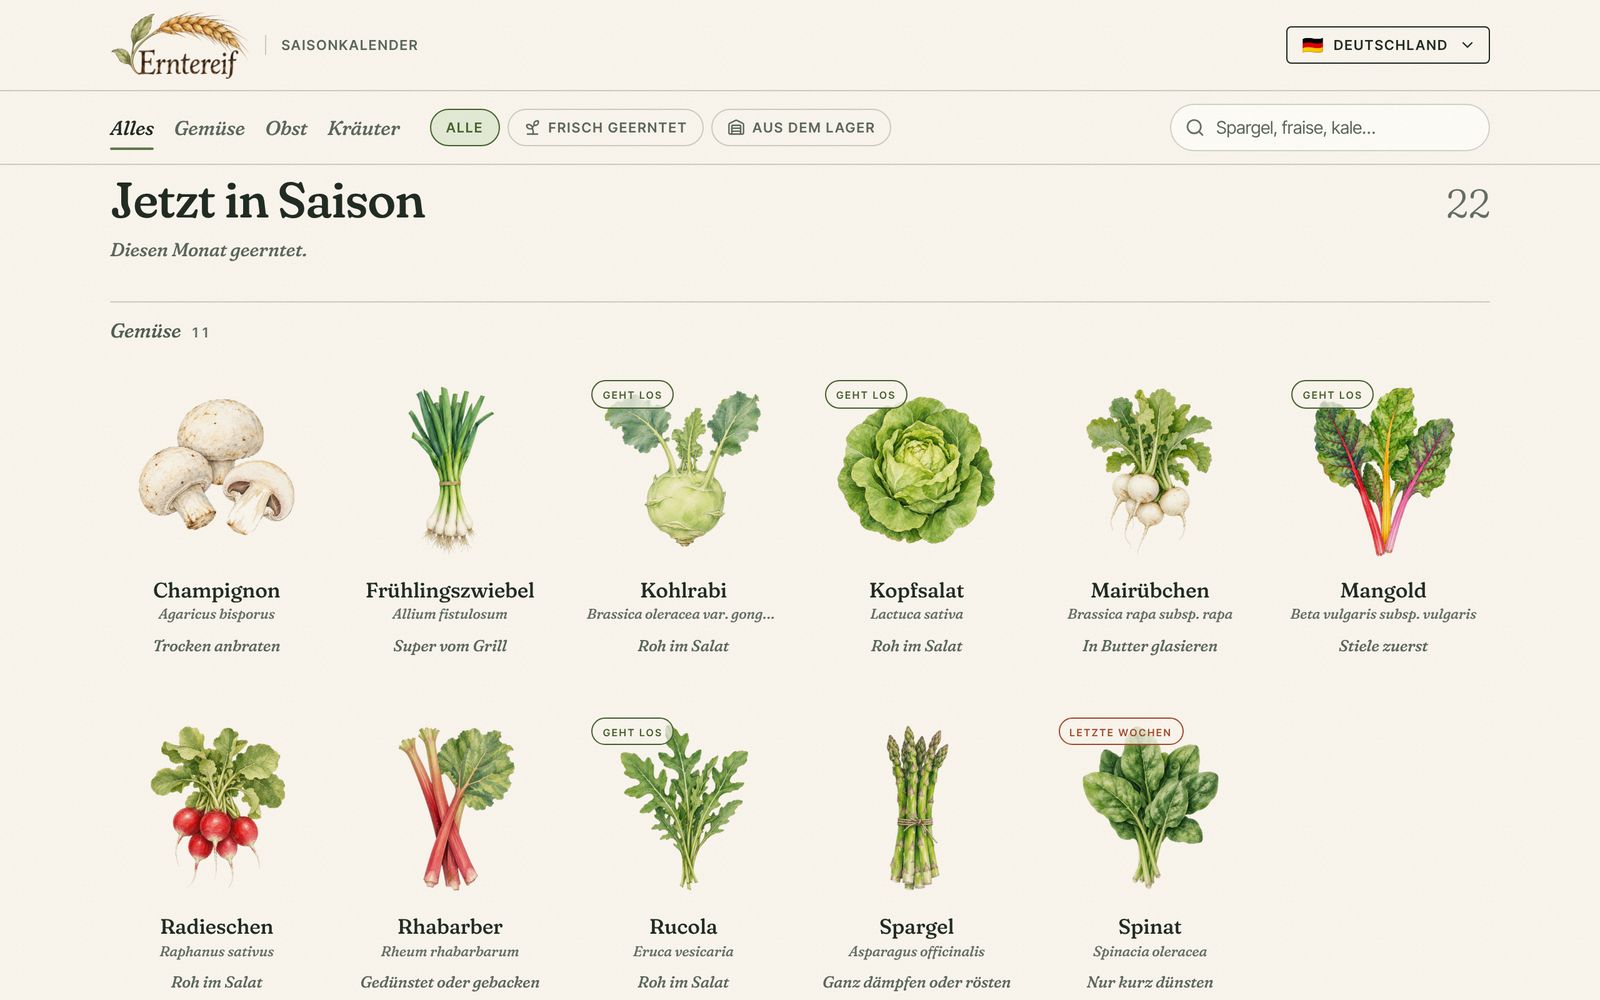 Erntereif
SAISONKALENDER
DEUTSCHLAND
Alles Gemüse Obst Kräuter
ALLE FRISCH GEERNTET AUS DEM LAGER
Spargel, fraise, kale...
Jetzt in Saison
22
Diesen Monat geerntet.
Gemüse 11
GEHT LOS GEHT LOS GEHT LOS
Champignon Frühlingszwiebel Kohlrabi Kopfsalat Mairübchen Mangold
Agaricus bisporus Allium fistulosum Brassica oleracea var. gong... Lactuca sativa Brassica rapa subsp. rapa Beta vulgaris subsp. vulgaris
Trocken anbraten Super vom Grill Roh im Salat Roh im Salat In Butter glasieren Stiele zuerst
GEHT LOS LETZTE WOCHEN
Radieschen Rhabarber Rucola Spargel Spinat
Raphanus sativus Rheum rhabarbarum Eruca vesicaria Asparagus officinalis Spinacia oleracea
Roh im Salat Gedünstet oder gebacken Roh im Salat Ganz dämpfen oder rösten Nur kurz dünsten